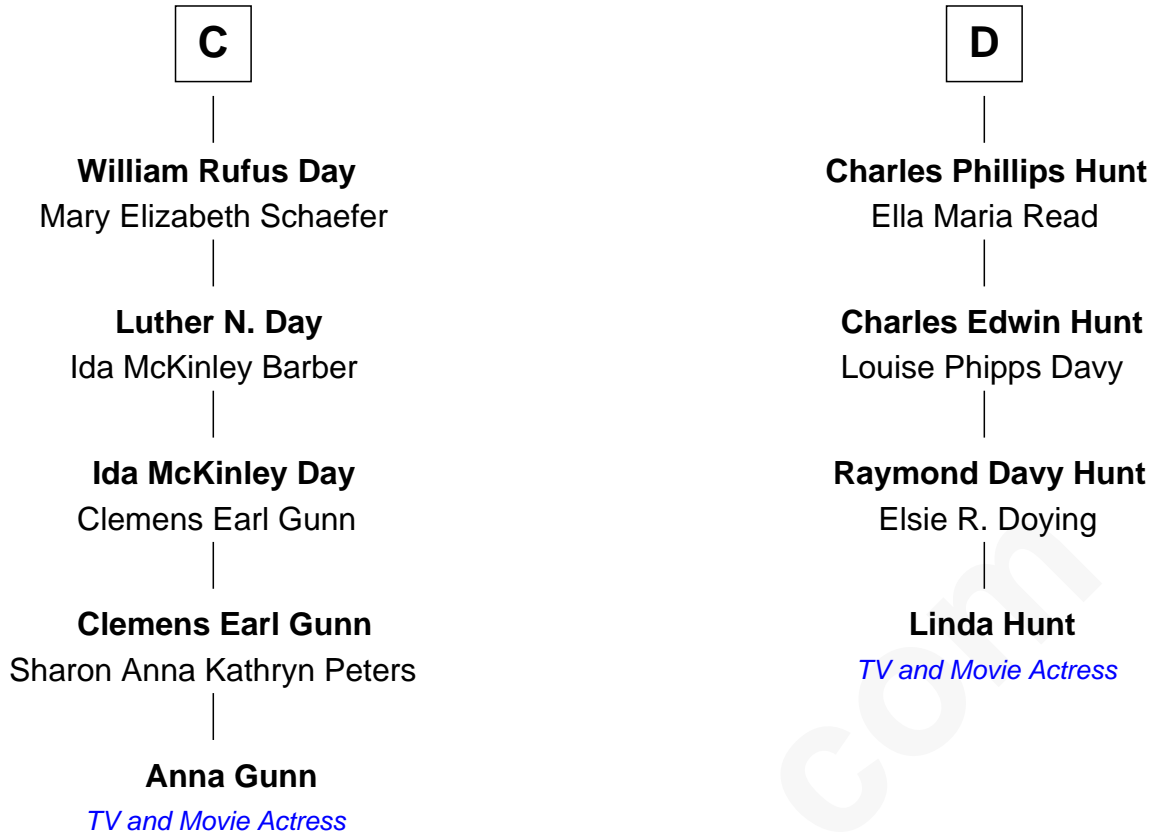 C
William Rufus Day
Mary Elizabeth Schaefer
Luther N. Day
Ida McKinley Barber
Ida McKinley Day
Clemens Earl Gunn
Clemens Earl Gunn
Sharon Anna Kathryn Peters
Anna Gunn
TV and Movie Actress
D
Charles Phillips Hunt
Ella Maria Read
Charles Edwin Hunt
Louise Phipps Davy
Raymond Davy Hunt
Elsie R. Doying
Linda Hunt
TV and Movie Actress
com